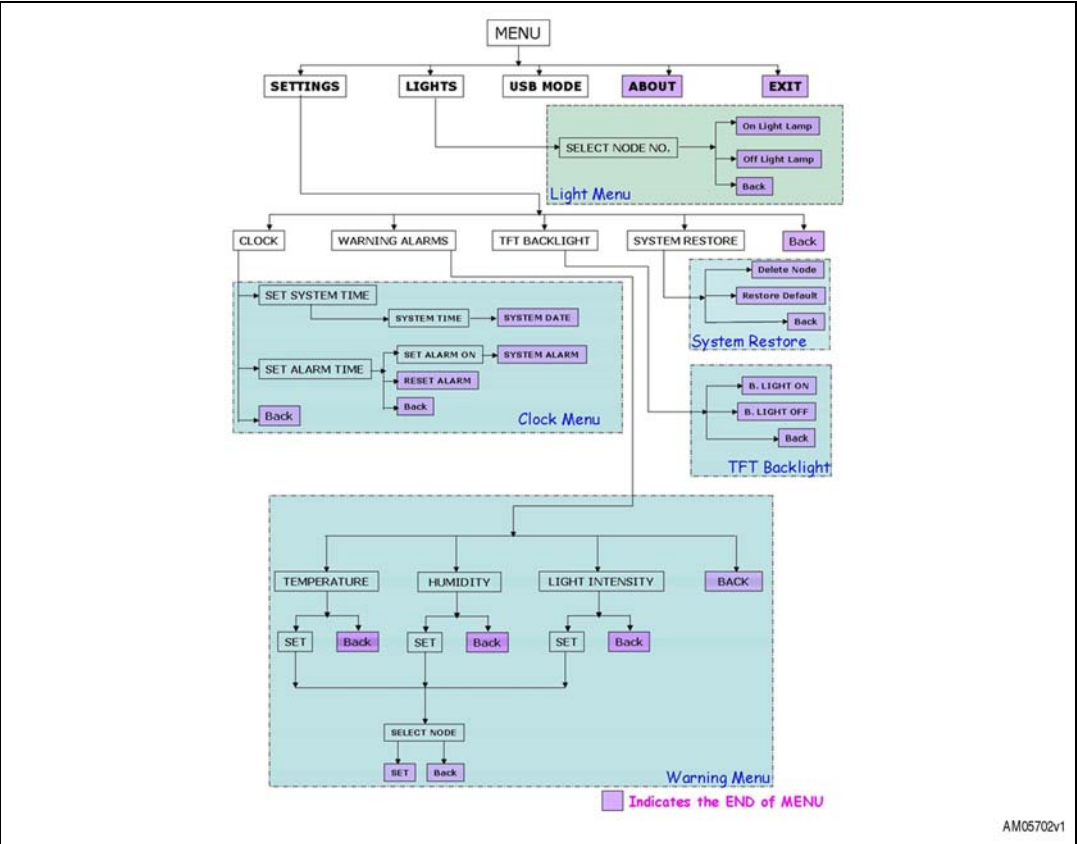 MENU
SETTINGS LIGHTS USB MODE ABOUT EXIT
On Light Lamp
SELECT NODE NO.
Off Light Lamp
Back
Light Menu
CLOCK WARNING ALARMS TFT BACKLIGHT SYSTEM RESTORE Back
Delete Node
Restore Default
Back
System Restore
SET SYSTEM TIME
SYSTEM TIME SYSTEM DATE
SET ALARM TIME
SET ALARM ON SYSTEM ALARM
RESET ALARM
Back
Back
Clock Menu
B. LIGHT ON
B. LIGHT OFF
Back
TFT Backlight
TEMPERATURE HUMIDITY LIGHT INTENSITY BACK
SET Back SET Back SET Back
SELECT NODE
SET Back
Warning Menu
Indicates the END of MENU
AM05702v1